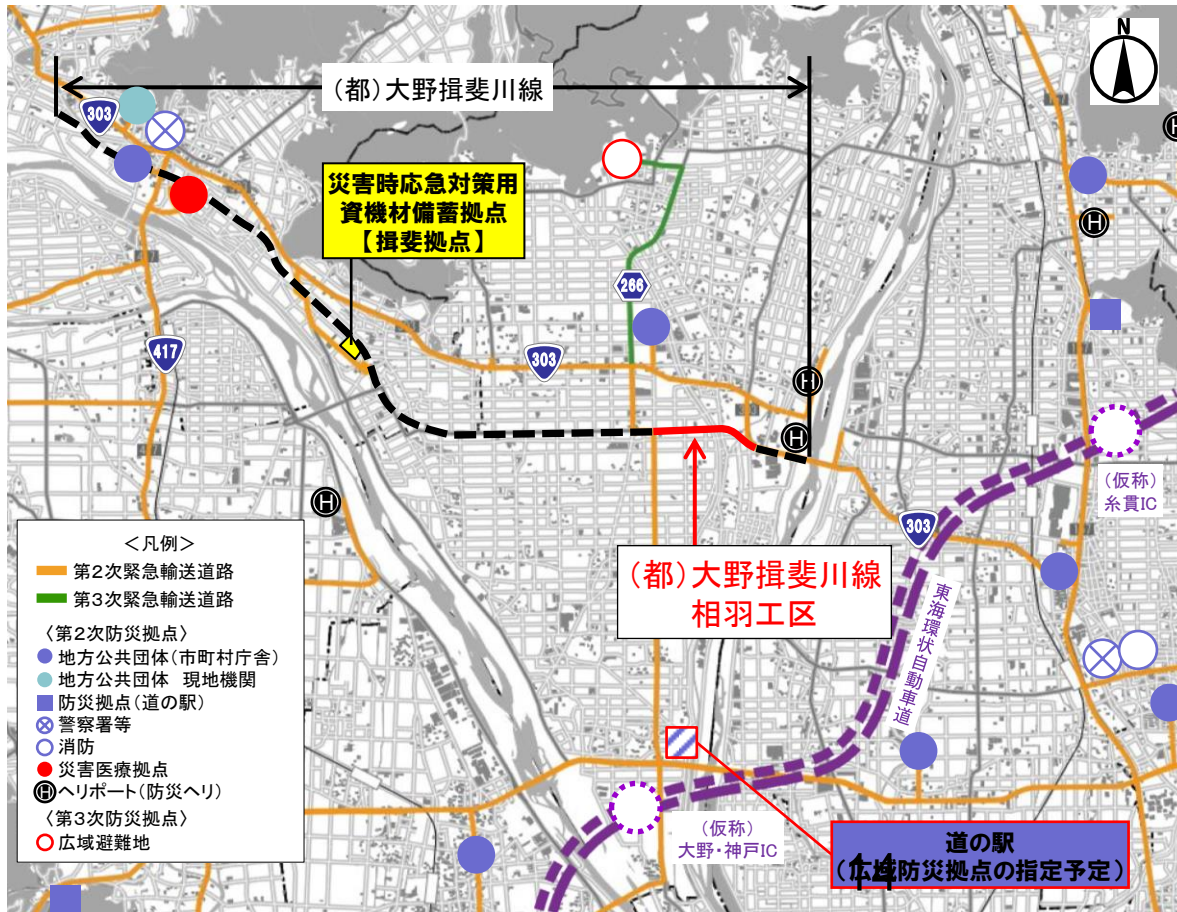 N
(都)大野揖斐川線
303
災害時応急対策用
資機材備蓄拠点
【揖斐拠点】
H
H
266
417
303
H
H
H
(仮称)
糸貫IC
303
(都)大野揖斐川線
相羽工区
東海環状自動車道
<凡例>
第2次緊急輸送道路
第3次緊急輸送道路
〈第2次防災拠点〉
地方公共団体(市町村庁舎)
地方公共団体 現地機関
防災拠点(道の駅)
警察署等
消防
災害医療拠点
H ヘリポート(防災ヘリ)
〈第3次防災拠点〉
広域避難地
(仮称)
大野・神戸IC
道の駅
(広域防災拠点の指定予定)
14